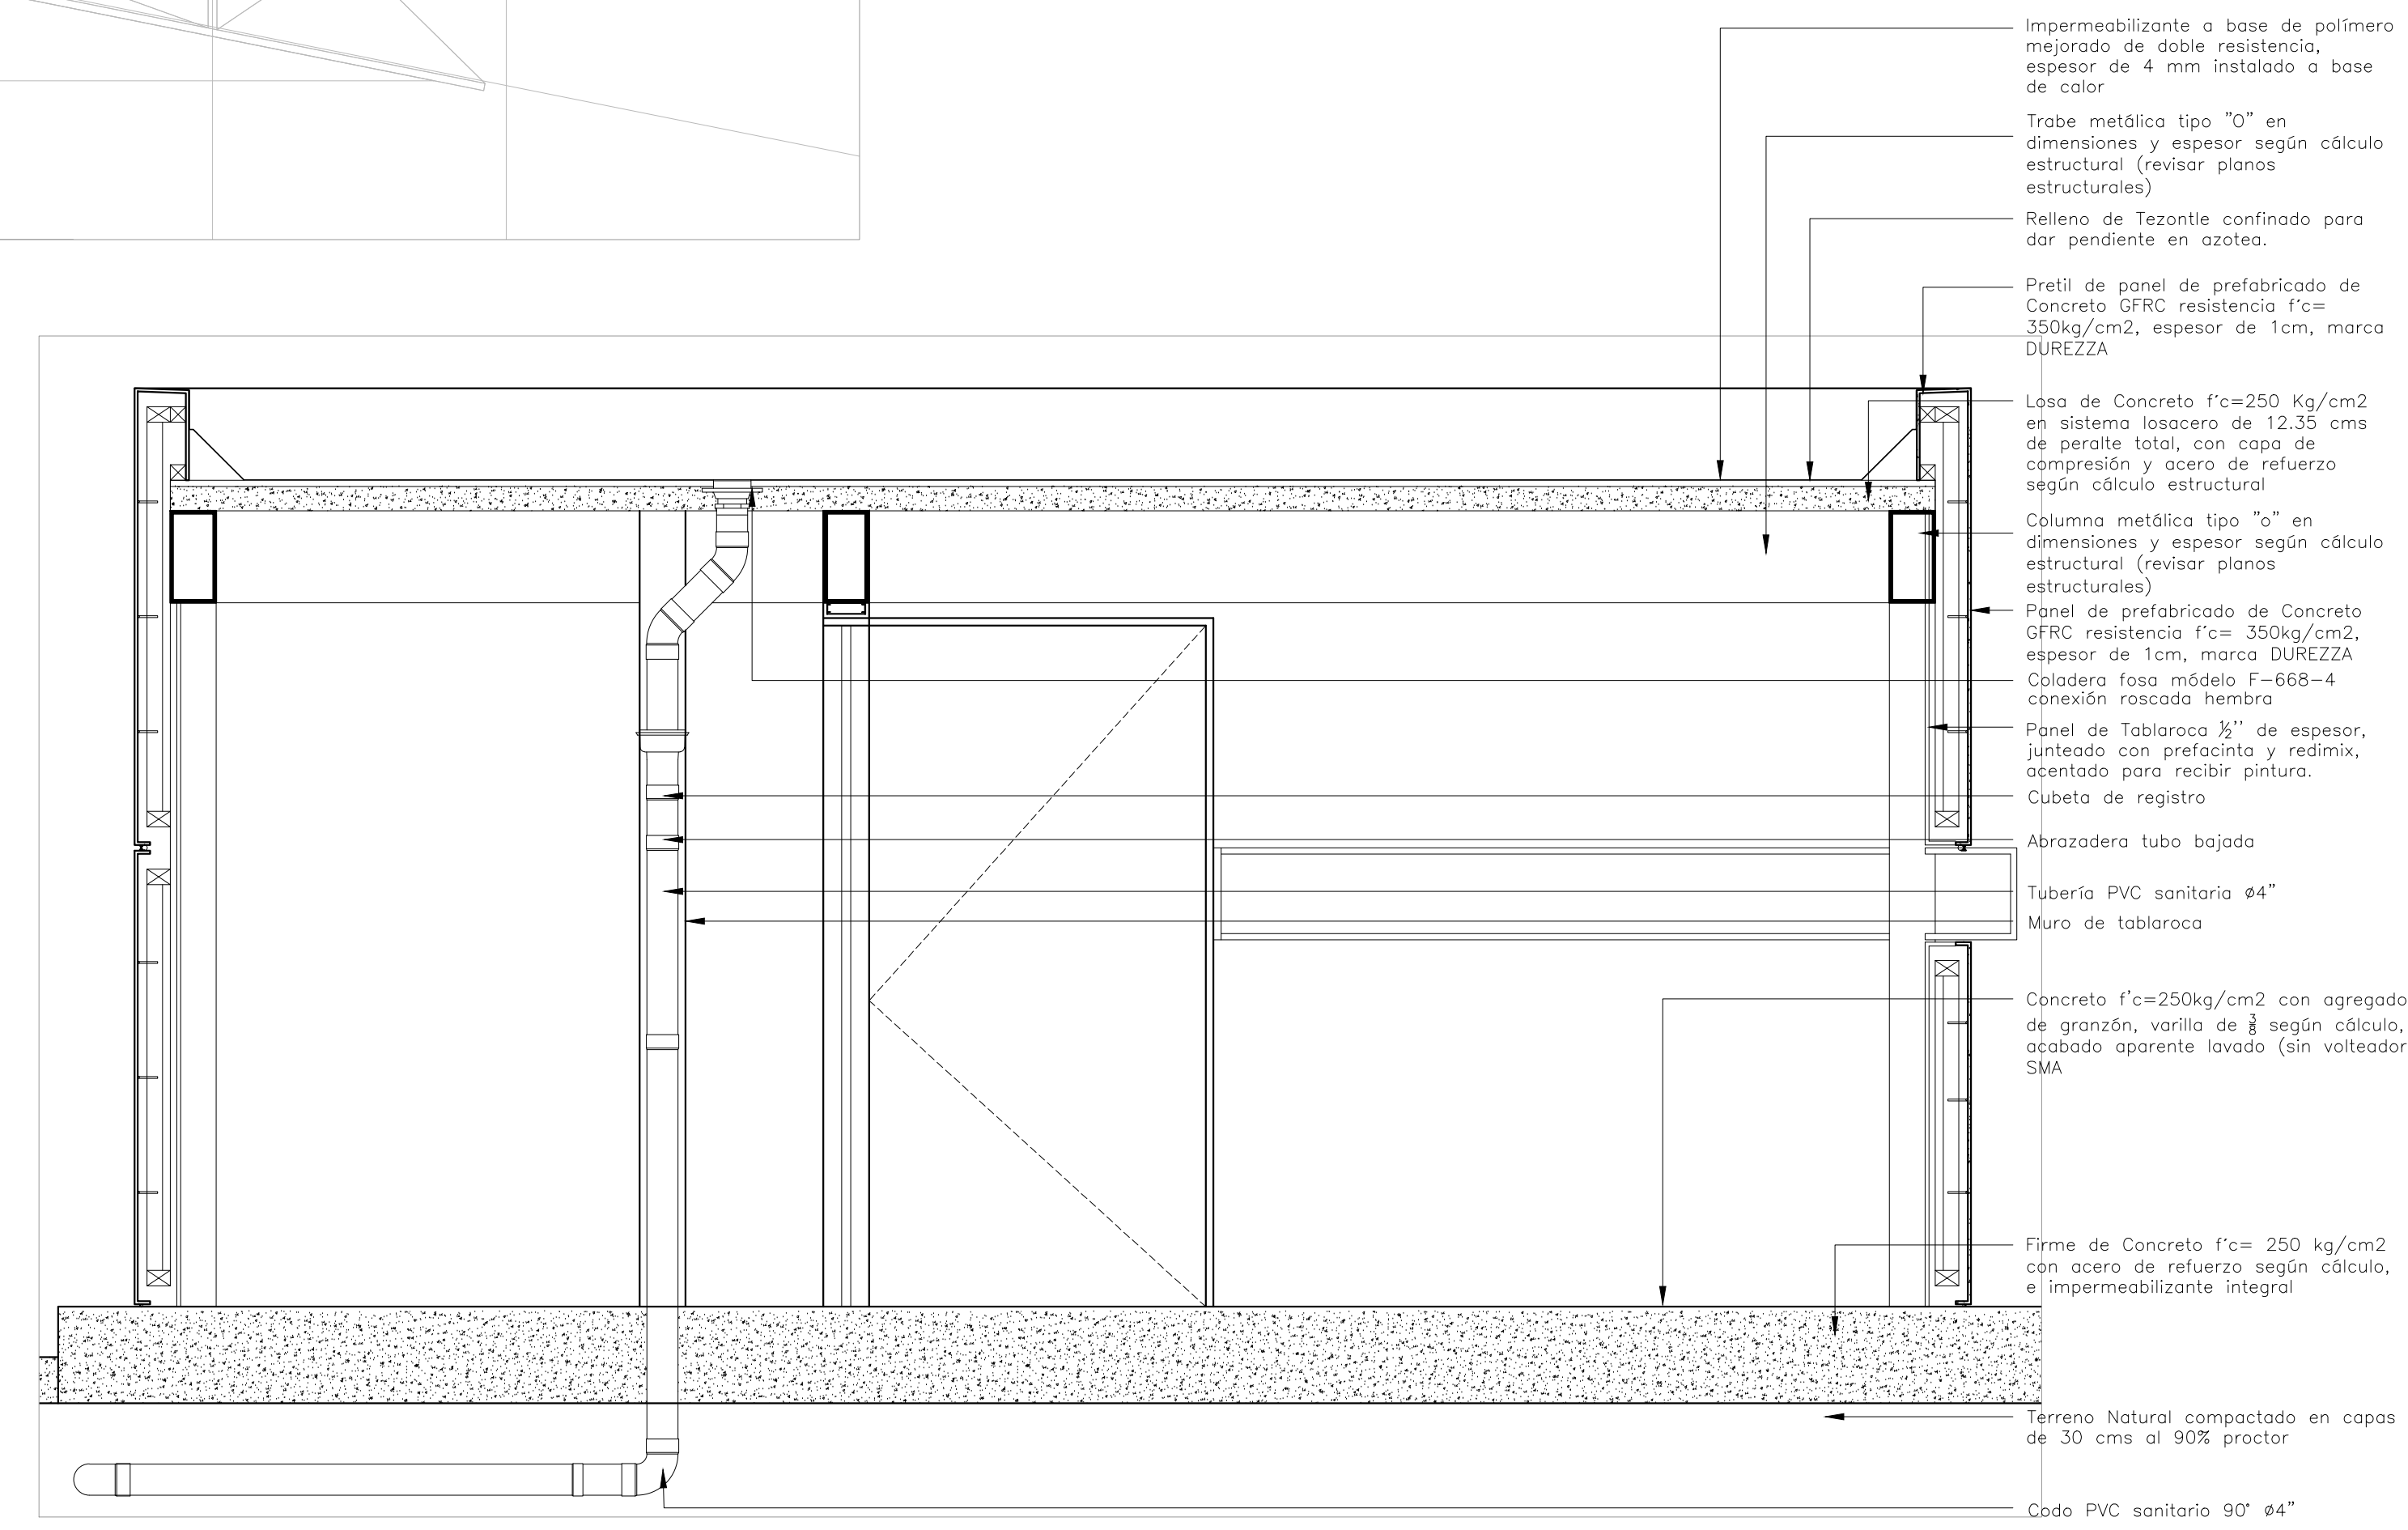 Impermeabilizante a base de polímero
mejorado de doble resistencia,
espesor de 4 mm instalado a base
de calor
Trabe metálica tipo "O" en
dimensiones y espesor según cálculo
estructural (revisar planos
estructurales)
Relleno de Tezontle confinado para
dar pendiente en azotea.
Pretil de panel de prefabricado de
Concreto GFRC resistencia f´c=
350kg/cm2, espesor de 1cm, marca
DUREZZA
Losa de Concreto f´c=250 Kg/cm2
en sistema losacero de 12.35 cms
de peralte total, con capa de
compresión y acero de refuerzo
según cálculo estructural
Columna metálica tipo "o" en
dimensiones y espesor según cálculo
estructural (revisar planos
estructurales)
Panel de prefabricado de Concreto
GFRC resistencia f´c= 350kg/cm2,
espesor de 1cm, marca DUREZZA
Coladera fosa módelo F-668-4
conexión roscada hembra
Panel de Tablaroca ½'' de espesor,
junteado con prefacinta y redimix,
acentado para recibir pintura.
Cubeta de registro
Abrazadera tubo bajada
Tubería PVC sanitaria ø4"
Muro de tablaroca
Concreto f'c=250kg/cm2 con agregado
de granzón, varilla de ⅜ según cálculo,
acabado aparente lavado (sin volteador
SMA
Firme de Concreto f´c= 250 kg/cm2
con acero de refuerzo según cálculo,
e impermeabilizante integral
Terreno Natural compactado en capas
de 30 cms al 90% proctor
Codo PVC sanitario 90° ø4"